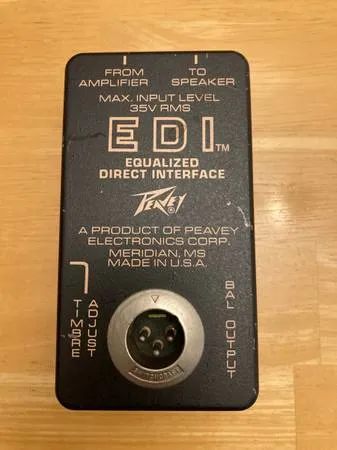 FROM AMPLIFIER
TO SPEAKER
MAX. INPUT LEVEL
35V RMS
EDI™
EQUALIZED
DIRECT INTERFACE
PEAVEY®
A PRODUCT OF PEAVEY
ELECTRONICS CORP.
MERIDIAN, MS
MADE IN U.S.A.
TIMBRE
ADJUST
BAL OUTPUT
SWITCHCRAFT